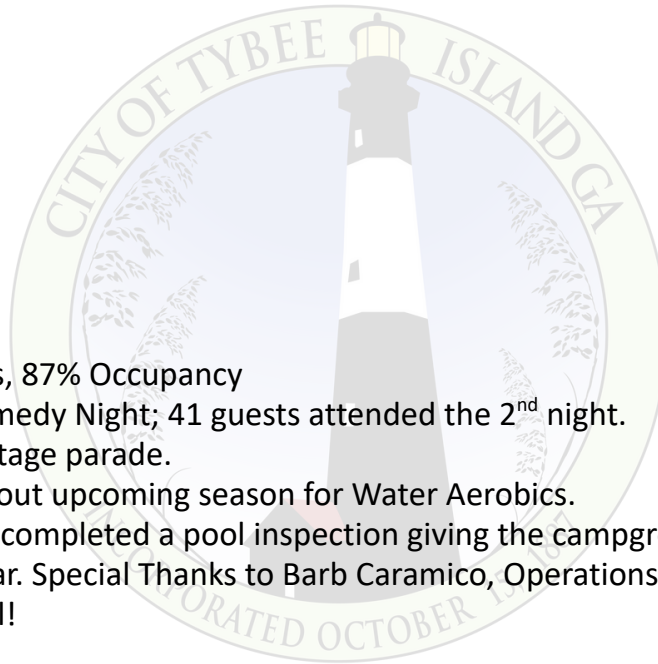 CITY OF TYBEE ISLAND GA
s, 87% Occupancy
medy Night; 41 guests attended the 2nd night.
tage parade.
out upcoming season for Water Aerobics.
completed a pool inspection giving the campgr
ar. Special Thanks to Barb Caramico, Operations
l!
INCORPORATED OCTOBER 15, 1887